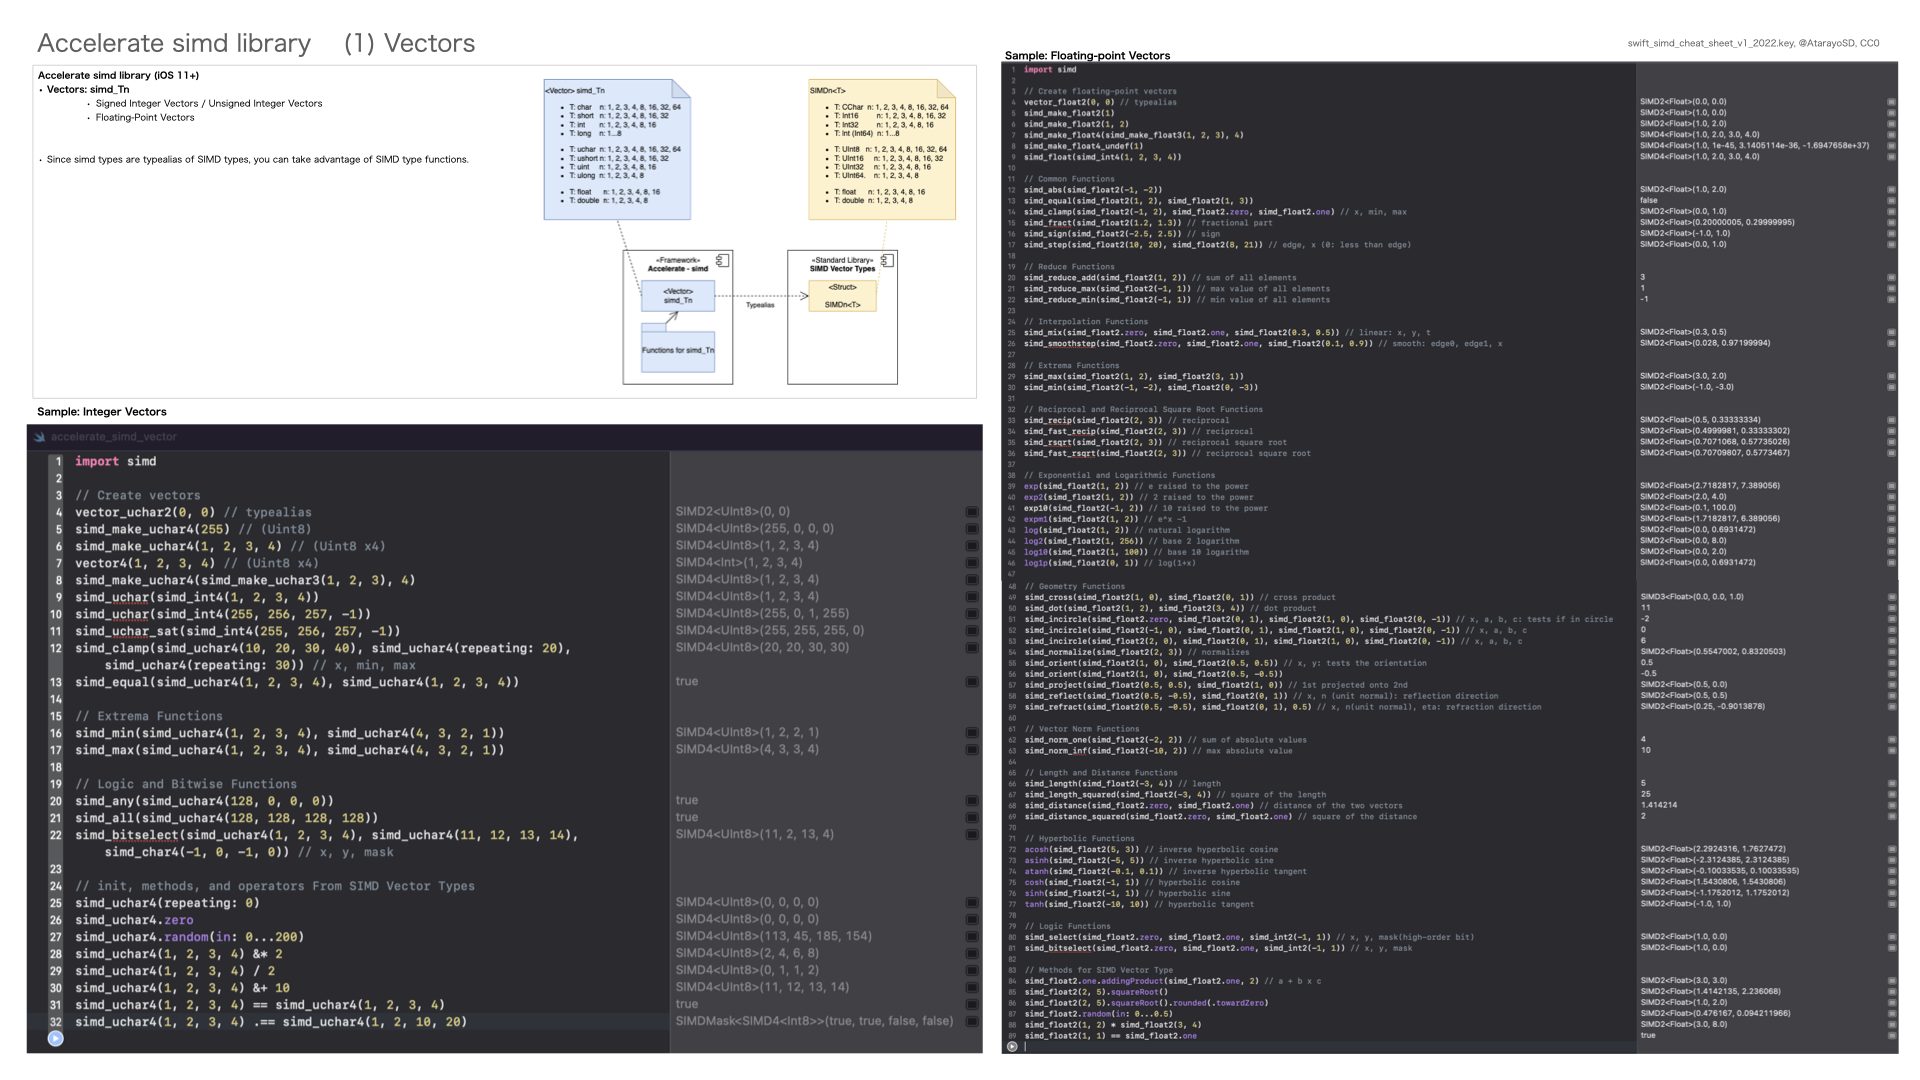 Accelerate simd library (1) Vectors
swift_simd_cheat_sheet_v1_2022.key, @AtarayoSD, CC0
Accelerate simd library (iOS 11+)
• Vectors: simd_Tn
• Signed Integer Vectors / Unsigned Integer Vectors
• Floating-Point Vectors
• Since simd types are typealias of SIMD types, you can take advantage of SIMD type functions.
<Vector> simd_Tn
• T: char n: 1, 2, 3, 4, 8, 16, 32, 64
• T: short n: 1, 2, 3, 4, 8, 16, 32
• T: int n: 1, 2, 3, 4, 8, 16
• T: long n: 1...8
• T: uchar n: 1, 2, 3, 4, 8, 16, 32, 64
• T: ushort n: 1, 2, 3, 4, 8, 16, 32
• T: uint n: 1, 2, 3, 4, 8, 16
• T: ulong n: 1, 2, 3, 4, 8
• T: float n: 1, 2, 3, 4, 8, 16
• T: double n: 1, 2, 3, 4, 8
SIMDn<T>
• T: CChar n: 1, 2, 3, 4, 8, 16, 32, 64
• T: Int16 n: 1, 2, 3, 4, 8, 16, 32
• T: Int32 n: 1, 2, 3, 4, 8, 16
• T: Int (Int64) n: 1...8
• T: UInt8 n: 1, 2, 3, 4, 8, 16, 32, 64
• T: UInt16 n: 1, 2, 3, 4, 8, 16, 32
• T: UInt32 n: 1, 2, 3, 4, 8, 16
• T: UInt64. n: 1, 2, 3, 4, 8
• T: float n: 1, 2, 3, 4, 8, 16
• T: double n: 1, 2, 3, 4, 8
«Framework»
Accelerate - simd
<Vector>
simd_Tn
Functions for simd_Tn
Typealias
«Standard Library»
SIMD Vector Types
<Struct>
SIMDn<T>
Sample: Integer Vectors
accelerate_simd_vector
1 import simd
2
3 // Create vectors
4 vector_uchar2(0, 0) // typealias SIMD2<UInt8>(0, 0)
5 simd_make_uchar4(255) // (Uint8) SIMD4<UInt8>(255, 0, 0, 0)
6 simd_make_uchar4(1, 2, 3, 4) // (Uint8 x4) SIMD4<UInt8>(1, 2, 3, 4)
7 vector4(1, 2, 3, 4) // (Uint8 x4) SIMD4<Int>(1, 2, 3, 4)
8 simd_make_uchar4(simd_make_uchar3(1, 2, 3), 4) SIMD4<UInt8>(1, 2, 3, 4)
9 simd_uchar(simd_int4(1, 2, 3, 4)) SIMD4<UInt8>(1, 2, 3, 4)
10 simd_uchar(simd_int4(255, 256, 257, -1)) SIMD4<UInt8>(255, 0, 1, 255)
11 simd_uchar_sat(simd_int4(255, 256, 257, -1)) SIMD4<UInt8>(255, 255, 255, 0)
12 simd_clamp(simd_uchar4(10, 20, 30, 40), simd_uchar4(repeating: 20), SIMD4<UInt8>(20, 20, 30, 30)
simd_uchar4(repeating: 30)) // x, min, max
13 simd_equal(simd_uchar4(1, 2, 3, 4), simd_uchar4(1, 2, 3, 4)) true
14
15 // Extrema Functions
16 simd_min(simd_uchar4(1, 2, 3, 4), simd_uchar4(4, 3, 2, 1)) SIMD4<UInt8>(1, 2, 2, 1)
17 simd_max(simd_uchar4(1, 2, 3, 4), simd_uchar4(4, 3, 2, 1)) SIMD4<UInt8>(4, 3, 3, 4)
18
19 // Logic and Bitwise Functions
20 simd_any(simd_uchar4(128, 0, 0, 0)) true
21 simd_all(simd_uchar4(128, 128, 128, 128)) true
22 simd_bitselect(simd_uchar4(1, 2, 3, 4), simd_uchar4(11, 12, 13, 14), SIMD4<UInt8>(11, 2, 13, 4)
simd_char4(-1, 0, -1, 0)) // x, y, mask
23
24 // init, methods, and operators From SIMD Vector Types
25 simd_uchar4(repeating: 0) SIMD4<UInt8>(0, 0, 0, 0)
26 simd_uchar4.zero SIMD4<UInt8>(0, 0, 0, 0)
27 simd_uchar4.random(in: 0...200) SIMD4<UInt8>(113, 45, 185, 154)
28 simd_uchar4(1, 2, 3, 4) &* 2 SIMD4<UInt8>(2, 4, 6, 8)
29 simd_uchar4(1, 2, 3, 4) / 2 SIMD4<UInt8>(0, 1, 1, 2)
30 simd_uchar4(1, 2, 3, 4) &+ 10 SIMD4<UInt8>(11, 12, 13, 14)
31 simd_uchar4(1, 2, 3, 4) == simd_uchar4(1, 2, 3, 4) true
32 simd_uchar4(1, 2, 3, 4) .== simd_uchar4(1, 2, 10, 20) SIMDMask<SIMD4<Int8>>(true, true, false, false)
Sample: Floating-point Vectors
1 import simd
2
3 // Create floating-point vectors
4 vector_float2(0, 0) // typealias SIMD2<Float>(0.0, 0.0)
5 simd_make_float2(1) SIMD2<Float>(1.0, 0.0)
6 simd_make_float2(1, 2) SIMD2<Float>(1.0, 2.0)
7 simd_make_float4(simd_make_float3(1, 2, 3), 4) SIMD4<Float>(1.0, 2.0, 3.0, 4.0)
8 simd_make_float4_undef(1) SIMD4<Float>(1.0, 1e-45, 3.1405114e-36, -1.6947658e+37)
9 simd_float(simd_int4(1, 2, 3, 4)) SIMD4<Float>(1.0, 2.0, 3.0, 4.0)
10
11 // Common Functions
12 simd_abs(simd_float2(-1, -2)) SIMD2<Float>(1.0, 2.0)
13 simd_equal(simd_float2(1, 2), simd_float2(1, 3)) false
14 simd_clamp(simd_float2(-1, 2), simd_float2.zero, simd_float2.one) // x, min, max SIMD2<Float>(0.0, 1.0)
15 simd_fract(simd_float2(1.2, 1.3)) // fractional part SIMD2<Float>(0.20000005, 0.29999995)
16 simd_sign(simd_float2(-2.5, 2.5)) // sign SIMD2<Float>(-1.0, 1.0)
17 simd_step(simd_float2(10, 20), simd_float2(8, 21)) // edge, x (0: less than edge) SIMD2<Float>(0.0, 1.0)
18
19 // Reduce Functions
20 simd_reduce_add(simd_float2(1, 2)) // sum of all elements 3
21 simd_reduce_max(simd_float2(-1, 1)) // max value of all elements 1
22 simd_reduce_min(simd_float2(-1, 1)) // min value of all elements -1
23
24 // Interpolation Functions
25 simd_mix(simd_float2.zero, simd_float2.one, simd_float2(0.3, 0.5)) // linear: x, y, t SIMD2<Float>(0.3, 0.5)
26 simd_smoothstep(simd_float2.zero, simd_float2.one, simd_float2(0.1, 0.9)) // smooth: edge0, edge1, x SIMD2<Float>(0.028, 0.97199994)
27
28 // Extrema Functions
29 simd_max(simd_float2(1, 2), simd_float2(3, 1)) SIMD2<Float>(3.0, 2.0)
30 simd_min(simd_float2(-1, -2), simd_float2(0, -3)) SIMD2<Float>(-1.0, -3.0)
31
32 // Reciprocal and Reciprocal Square Root Functions
33 simd_recip(simd_float2(2, 3)) // reciprocal SIMD2<Float>(0.5, 0.33333334)
34 simd_fast_recip(simd_float2(2, 3)) // reciprocal SIMD2<Float>(0.4999981, 0.33333302)
35 simd_rsqrt(simd_float2(2, 3)) // reciprocal square root SIMD2<Float>(0.7071068, 0.57735026)
36 simd_fast_rsqrt(simd_float2(2, 3)) // reciprocal square root SIMD2<Float>(0.70709807, 0.5773467)
37
38 // Exponential and Logarithmic Functions
39 exp(simd_float2(1, 2)) // e raised to the power SIMD2<Float>(2.7182817, 7.389056)
40 exp2(simd_float2(1, 2)) // 2 raised to the power SIMD2<Float>(2.0, 4.0)
41 exp10(simd_float2(-1, 2)) // 10 raised to the power SIMD2<Float>(0.1, 100.0)
42 expm1(simd_float2(1, 2)) // e^x -1 SIMD2<Float>(1.7182817, 6.389056)
43 log(simd_float2(1, 2)) // natural logarithm SIMD2<Float>(0.0, 0.6931472)
44 log2(simd_float2(1, 256)) // base 2 logarithm SIMD2<Float>(0.0, 8.0)
45 log10(simd_float2(1, 100)) // base 10 logarithm SIMD2<Float>(0.0, 2.0)
46 log1p(simd_float2(0, 1)) // log(1+x) SIMD2<Float>(0.0, 0.6931472)
47
48 // Geometry Functions
49 simd_cross(simd_float2(1, 0), simd_float2(0, 1)) // cross product SIMD3<Float>(0.0, 0.0, 1.0)
50 simd_dot(simd_float2(1, 2), simd_float2(3, 4)) // dot product 11
51 simd_incircle(simd_float2.zero, simd_float2(0, 1), simd_float2(1, 0), simd_float2(0, -1)) // x, a, b, c: tests if in circle -2
52 simd_incircle(simd_float2(-1, 0), simd_float2(0, 1), simd_float2(1, 0), simd_float2(0, -1)) // x, a, b, c 0
53 simd_incircle(simd_float2(2, 0), simd_float2(0, 1), simd_float2(1, 0), simd_float2(0, -1)) // x, a, b, c 6
54 simd_normalize(simd_float2(2, 3)) // normalizes SIMD2<Float>(0.5547002, 0.8320503)
55 simd_orient(simd_float2(1, 0), simd_float2(0.5, 0.5)) // x, y: tests the orientation 0.5
56 simd_orient(simd_float2(1, 0), simd_float2(0.5, -0.5)) -0.5
57 simd_project(simd_float2(0.5, 0.5), simd_float2(1, 0)) // 1st projected onto 2nd SIMD2<Float>(0.5, 0.0)
58 simd_reflect(simd_float2(0.5, -0.5), simd_float2(0, 1)) // x, n (unit normal): reflection direction SIMD2<Float>(0.5, 0.5)
59 simd_refract(simd_float2(0.5, -0.5), simd_float2(0, 1), 0.5) // x, n(unit normal), eta: refraction direction SIMD2<Float>(0.25, -0.9013878)
60
61 // Vector Norm Functions
62 simd_norm_one(simd_float2(-2, 2)) // sum of absolute values 4
63 simd_norm_inf(simd_float2(-10, 2)) // max absolute value 10
64
65 // Length and Distance Functions
66 simd_length(simd_float2(-3, 4)) // length 5
67 simd_length_squared(simd_float2(-3, 4)) // square of the length 25
68 simd_distance(simd_float2.zero, simd_float2.one) // distance of the two vectors 1.414214
69 simd_distance_squared(simd_float2.zero, simd_float2.one) // square of the distance 2
70
71 // Hyperbolic Functions
72 acosh(simd_float2(5, 3)) // inverse hyperbolic cosine SIMD2<Float>(2.2924316, 1.7627472)
73 asinh(simd_float2(-5, 5)) // inverse hyperbolic sine SIMD2<Float>(-2.3124385, 2.3124385)
74 atanh(simd_float2(-0.1, 0.1)) // inverse hyperbolic tangent SIMD2<Float>(-0.10033535, 0.10033535)
75 cosh(simd_float2(-1, 1)) // hyperbolic cosine SIMD2<Float>(1.5430806, 1.5430806)
76 sinh(simd_float2(-1, 1)) // hyperbolic sine SIMD2<Float>(-1.1752012, 1.1752012)
77 tanh(simd_float2(-10, 10)) // hyperbolic tangent SIMD2<Float>(-1.0, 1.0)
78
79 // Logic Functions
80 simd_select(simd_float2.zero, simd_float2.one, simd_int2(-1, 1)) // x, y, mask(high-order bit) SIMD2<Float>(1.0, 0.0)
81 simd_bitselect(simd_float2.zero, simd_float2.one, simd_int2(-1, 1)) // x, y, mask SIMD2<Float>(1.0, 0.0)
82
83 // Methods for SIMD Vector Type
84 simd_float2.one.addingProduct(simd_float2.one, 2) // a + b x c SIMD2<Float>(3.0, 3.0)
85 simd_float2(2, 5).squareRoot() SIMD2<Float>(1.4142135, 2.236068)
86 simd_float2(2, 5).squareRoot().rounded(.towardZero) SIMD2<Float>(1.0, 2.0)
87 simd_float2.random(in: 0...0.5) SIMD2<Float>(0.476167, 0.094211966)
88 simd_float2(1, 2) * simd_float2(3, 4) SIMD2<Float>(3.0, 8.0)
89 simd_float2(1, 1) == simd_float2.one true